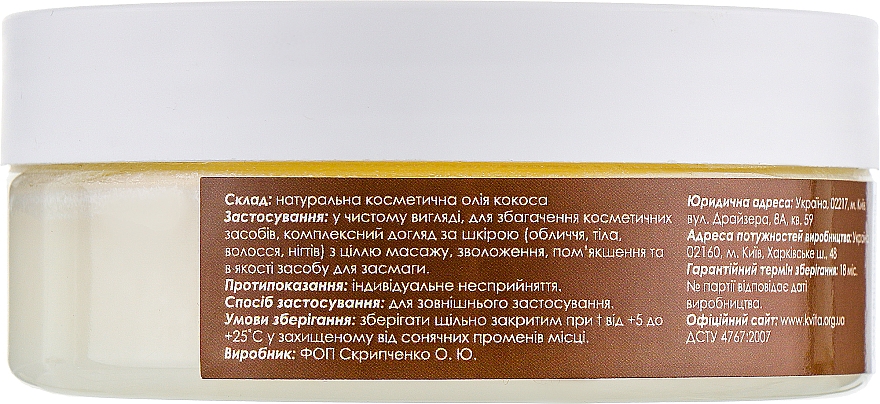 Склад: натуральна косметична олія кокоса
Застосування: у чистому вигляді, для збагачення косметичних
засобів, комплексний догляд за шкірою (обличчя, тіла,
волосся, нігтів) з ціллю масажу, зволоження, пом'якшення та
в якості засобу для засмаги.
Протипоказання: індивідуальне несприйняття.
Спосіб застосування: для зовнішнього застосування.
Умови зберігання: зберігати щільно закритим при t від +5 до
+25°С у захищеному від сонячних променів місці.
Виробник: ФОП Скрипченко О. Ю.
Юридична адреса: Україна, 02217, м. Київ,
вул. Драйзера, 8А, кв. 59
Адреса потужностей виробництва: Україна
02160, м. Київ, Харківське ш., 48
Гарантійний термін зберігання: 18 міс.
№ партії відповідає даті
виробництва.
Офіційний сайт: www.kvita.org.ua
ДСТУ 4767:2007